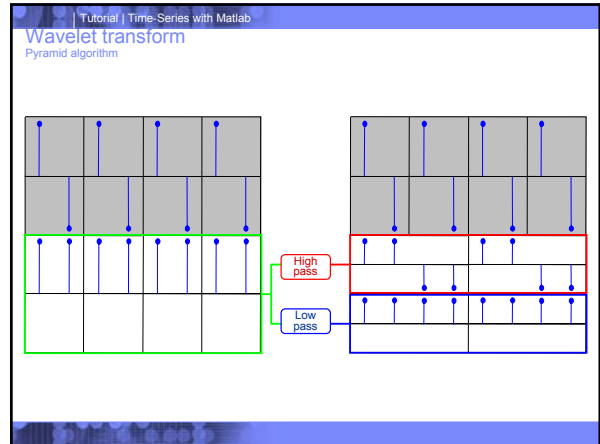 Tutorial | Time-Series with Matlab
Wavelet transform
Pyramid algorithm
High
pass
Low
pass